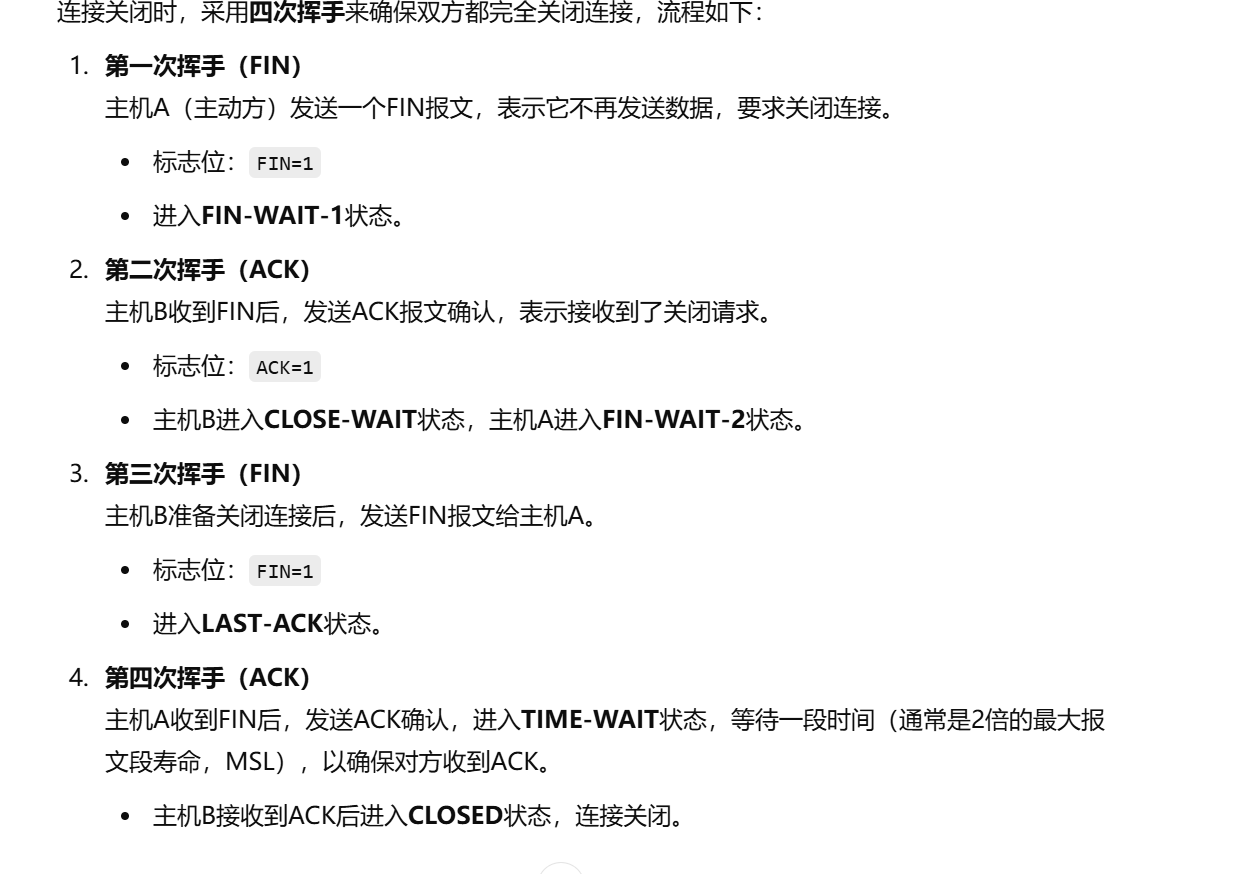 连接关闭时，采用四次挥手来确保双方都完全关闭连接，流程如下：
1. 第一次挥手（FIN）
主机A（主动方）发送一个FIN报文，表示它不再发送数据，要求关闭连接。
• 标志位：FIN=1
• 进入FIN-WAIT-1状态。
2. 第二次挥手（ACK）
主机B收到FIN后，发送ACK报文确认，表示接收到了关闭请求。
• 标志位：ACK=1
• 主机B进入CLOSE-WAIT状态，主机A进入FIN-WAIT-2状态。
3. 第三次挥手（FIN）
主机B准备关闭连接后，发送FIN报文给主机A。
• 标志位：FIN=1
• 进入LAST-ACK状态。
4. 第四次挥手（ACK）
主机A收到FIN后，发送ACK确认，进入TIME-WAIT状态，等待一段时间（通常是2倍的最大报
文段寿命，MSL），以确保对方收到ACK。
• 主机B接收到ACK后进入CLOSED状态，连接关闭。